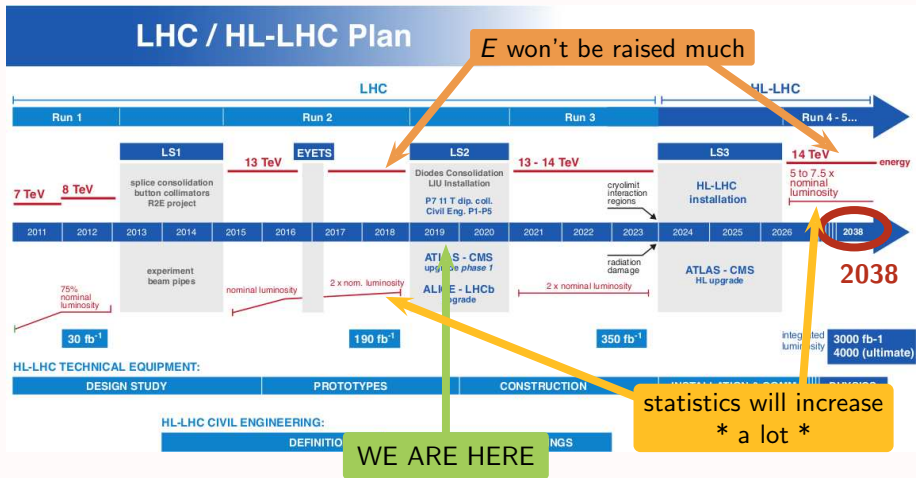 LHC / HL-LHC Plan
E won't be raised much
LHC
HL-LHC
Run 1
Run 2
Run 3
Run 4 - 5...
LS1
EYETS
LS2
LS3
14 TeV
energy
13 TeV
13 - 14 TeV
7 TeV
8 TeV
splice consolidation
button collimators
R2E project
Diodes Consolidation
LIU Installation
P7 11 T dip. coll.
Civil Eng. P1-P5
cryolimit
interaction
regions
HL-LHC
installation
5 to 7.5 x
nominal
luminosity
2011 2012 2013 2014 2015 2016 2017 2018 2019 2020 2021 2022 2023 2024 2025 2026 2038
2038
75%
nominal
luminosity
experiment
beam pipes
nominal luminosity
2 x nom. luminosity
ATLAS - CMS
upgrade phase 1
ALICE - LHCb
upgrade
2 x nominal luminosity
radiation
damage
ATLAS - CMS
HL upgrade
30 fb-1
190 fb-1
350 fb-1
integrated
luminosity
3000 fb-1
4000 (ultimate)
HL-LHC TECHNICAL EQUIPMENT:
DESIGN STUDY
PROTOTYPES
CONSTRUCTION
statistics will increase
* a lot *
HL-LHC CIVIL ENGINEERING:
WE ARE HERE